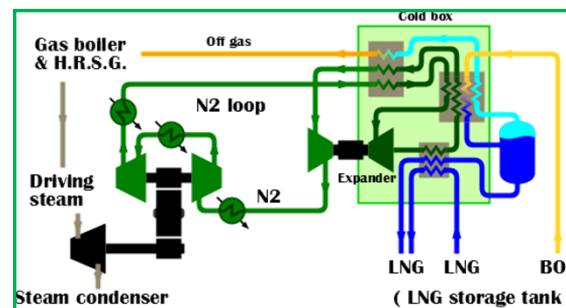 Cold box
Gas boiler
& H.R.S.G.
Off gas
N2 loop
Driving
steam
N2
Expander
LNG
LNG
BO
Steam condenser
( LNG storage tank